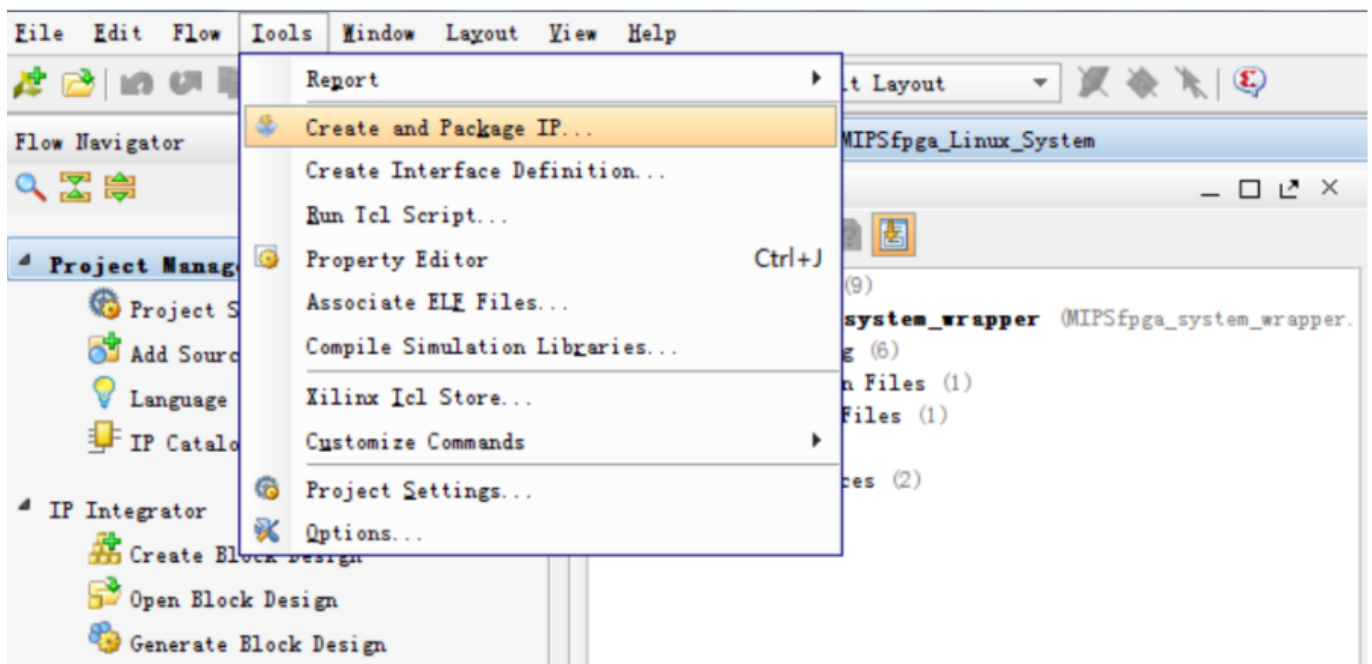 File Edit Flow Tools Window Layout View Help
Report
lt Layout
Flow Navigator
Create and Package IP...
MIPSfpga_Linux_System
Create Interface Definition...
Run Tcl Script...
Project Manag
Property Editor Ctrl+J
(9)
Project S
Associate ELF Files...
system_wrapper (MIPSfpga_system_wrapper.
Add Sourc
Compile Simulation Libraries...
g (6)
n Files (1)
Language
Xilinx Tcl Store...
Files (1)
IP Catalo
Customize Commands
Project Settings...
ces (2)
IP Integrator
Options...
Create Block Design
Open Block Design
Generate Block Design